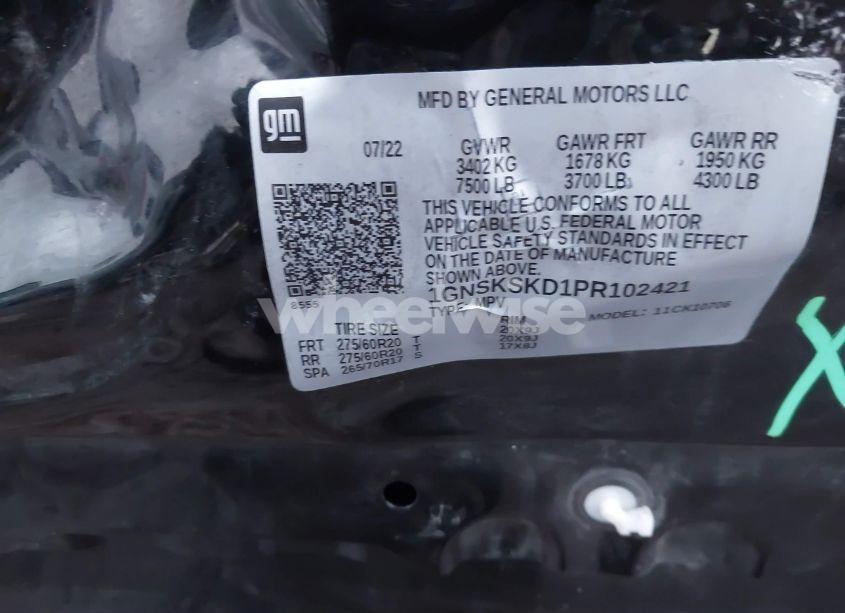 gm
MFD BY GENERAL MOTORS LLC
07/22
GVWR GAWR FRT GAWR RR
3402 KG 1678 KG 1950 KG
7500 LB 3700 LB 4300 LB
THIS VEHICLE CONFORMS TO ALL
APPLICABLE U.S. FEDERAL MOTOR
VEHICLE SAFETY STANDARDS IN EFFECT
ON THE DATE OF MANUFACTURE
SHOWN ABOVE.
8555
1GNSKSKD1PR102421
TYPE: MPV MODEL: 11CK10706
wheelwise
TIRE SIZE RIM
FRT 275/60R20 T 20X9J
RR 275/60R20 T 20X9J
SPA 265/70R17 S 17X8J
X